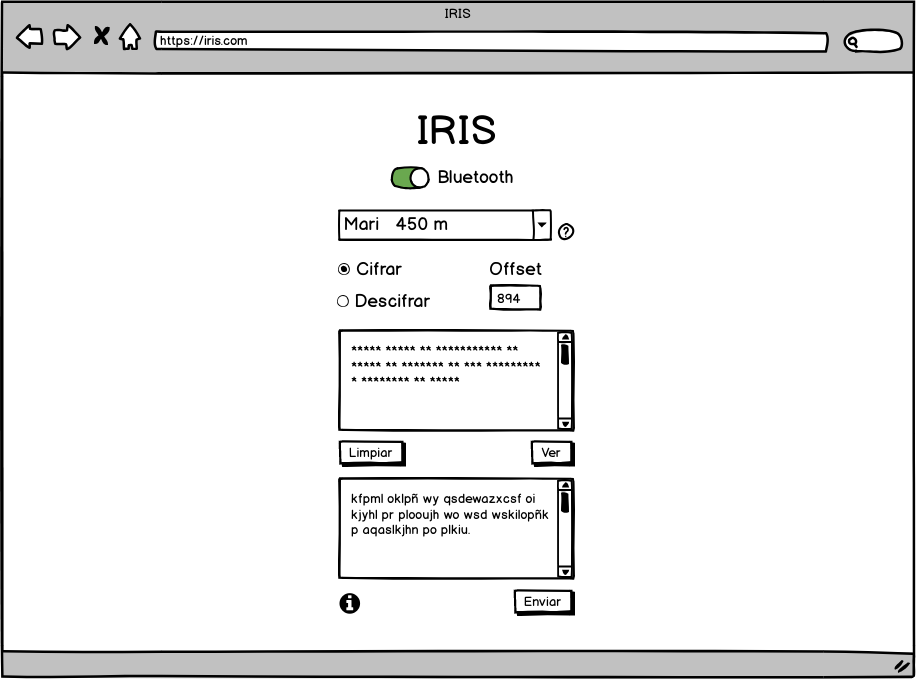 IRIS
https://iris.com
IRIS
Bluetooth
Mari 450 m
?
Cifrar
Offset
Descifrar
894
***** ***** ** *********** **
***** ** ******* ** *** *********
* ******** ** *****
Limpiar
Ver
kfpml oklpñ wy qsdewazxcsf oi
kjyhl pr plooujh wo wsd wskilopñk
p aqaslkjhn po plkiu.
i
Enviar